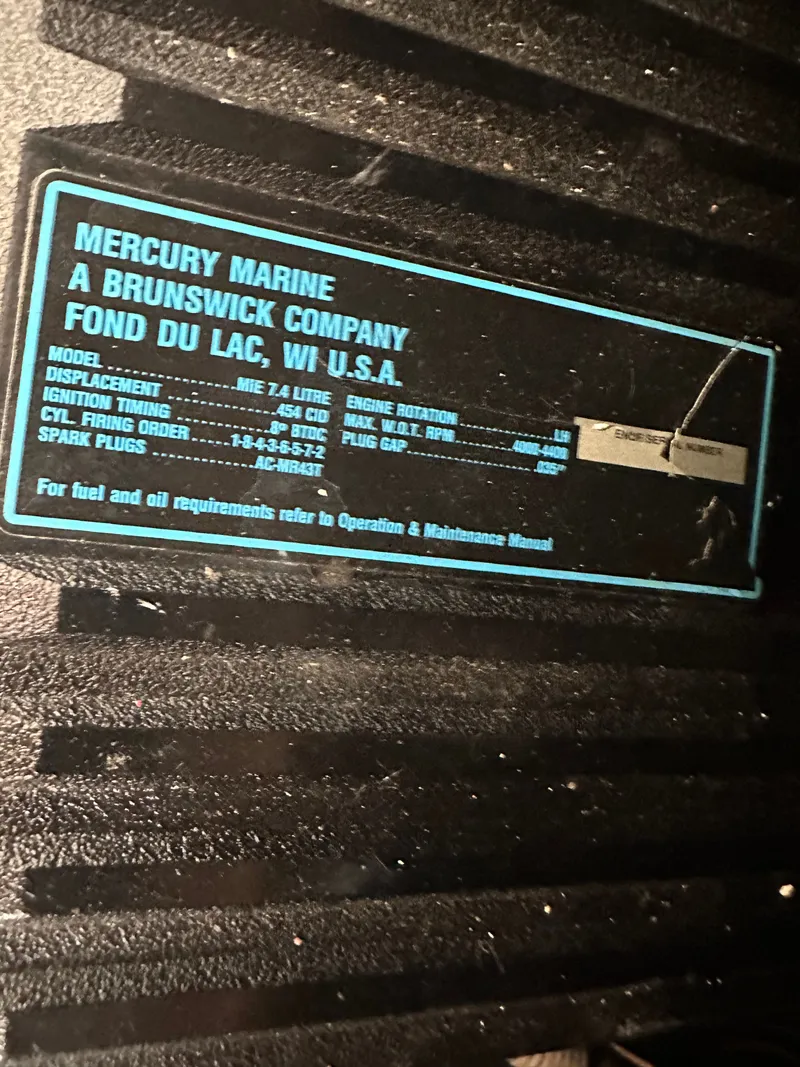 MERCURY MARINE
A BRUNSWICK COMPANY
FOND DU LAC, WI U.S.A.
MODEL ........................ MIE 7.4 LITRE
DISPLACEMENT .................. 454 CID
IGNITION TIMING .................. 8° BTDC
CYL. FIRING ORDER ...... 1-8-4-3-6-5-7-2
SPARK PLUGS .................. AC-MR43T
ENGINE ROTATION .................. LH
MAX. W.O.T. RPM ............ 4000-4400
PLUG GAP .................. .035"
SERIAL NUMBER
For fuel and oil requirements refer to Operation & Maintenance Manual